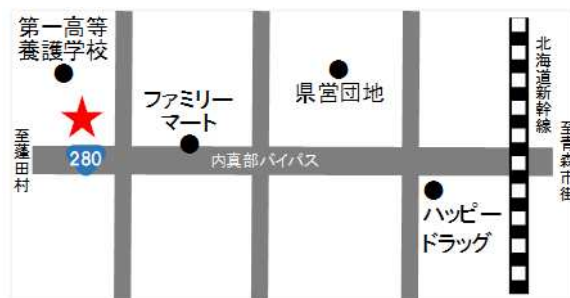 第一高等
養護学校
ファミリー
マート
県営団地
北海道新幹線
至青森市街
至蓬田村
280
内真部バイパス
ハッピー
ドラッグ